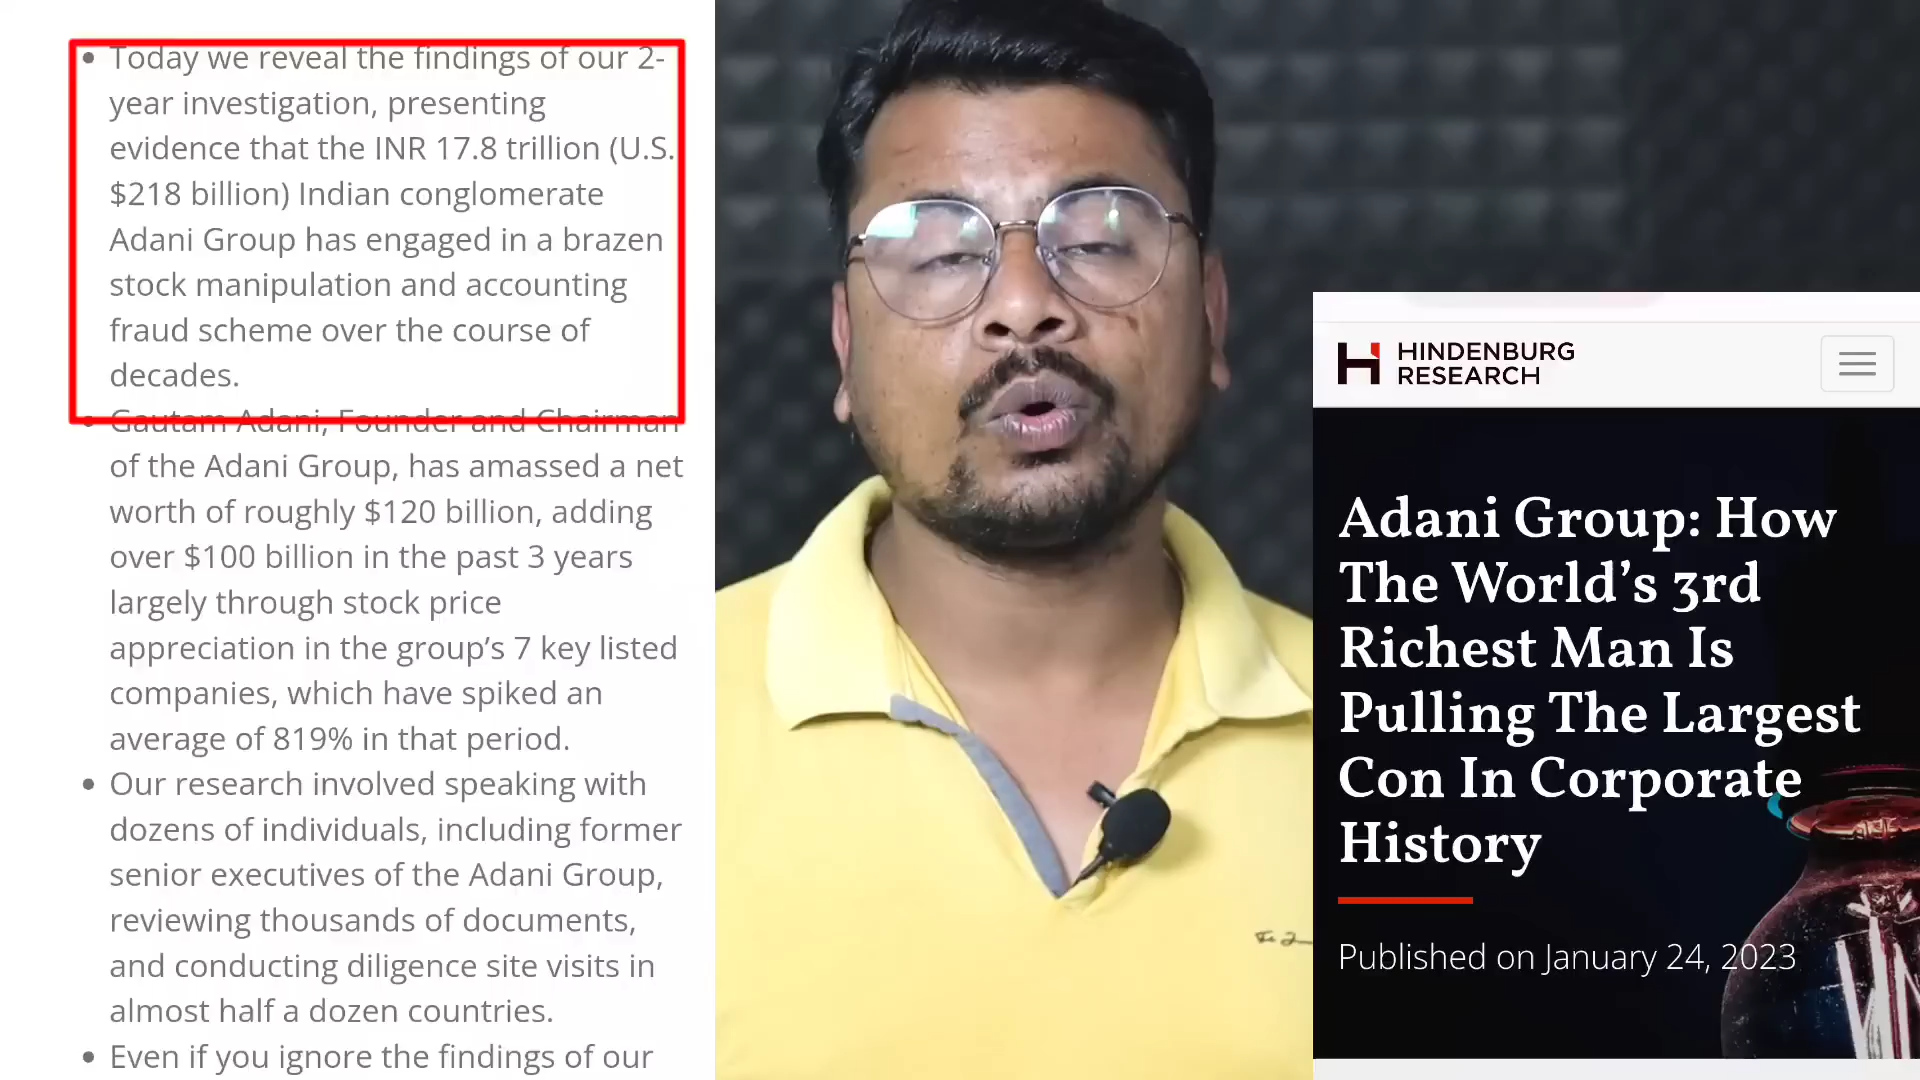 • Today we reveal the findings of our 2-
year investigation, presenting
evidence that the INR 17.8 trillion (U.S.
$218 billion) Indian conglomerate
Adani Group has engaged in a brazen
stock manipulation and accounting
fraud scheme over the course of
decades.
• Gautam Adani, Founder and Chairman
of the Adani Group, has amassed a net
worth of roughly $120 billion, adding
over $100 billion in the past 3 years
largely through stock price
appreciation in the group’s 7 key listed
companies, which have spiked an
average of 819% in that period.
• Our research involved speaking with
dozens of individuals, including former
senior executives of the Adani Group,
reviewing thousands of documents,
and conducting diligence site visits in
almost half a dozen countries.
• Even if you ignore the findings of our
HINDENBURG
RESEARCH
Adani Group: How
The World’s 3rd
Richest Man Is
Pulling The Largest
Con In Corporate
History
Published on January 24, 2023